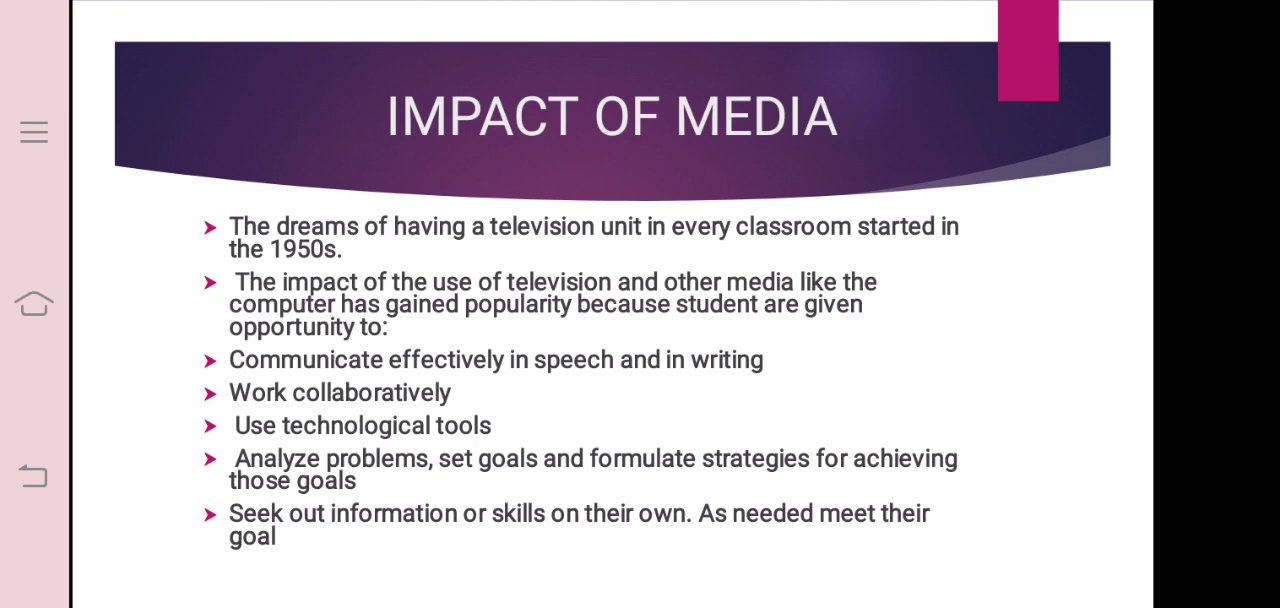 IMPACT OF MEDIA
The dreams of having a television unit in every classroom started in
the 1950s.
The impact of the use of television and other media like the
computer has gained popularity because student are given
opportunity to:
Communicate effectively in speech and in writing
Work collaboratively
Use technological tools
Analyze problems, set goals and formulate strategies for achieving
those goals
Seek out information or skills on their own. As needed meet their
goal